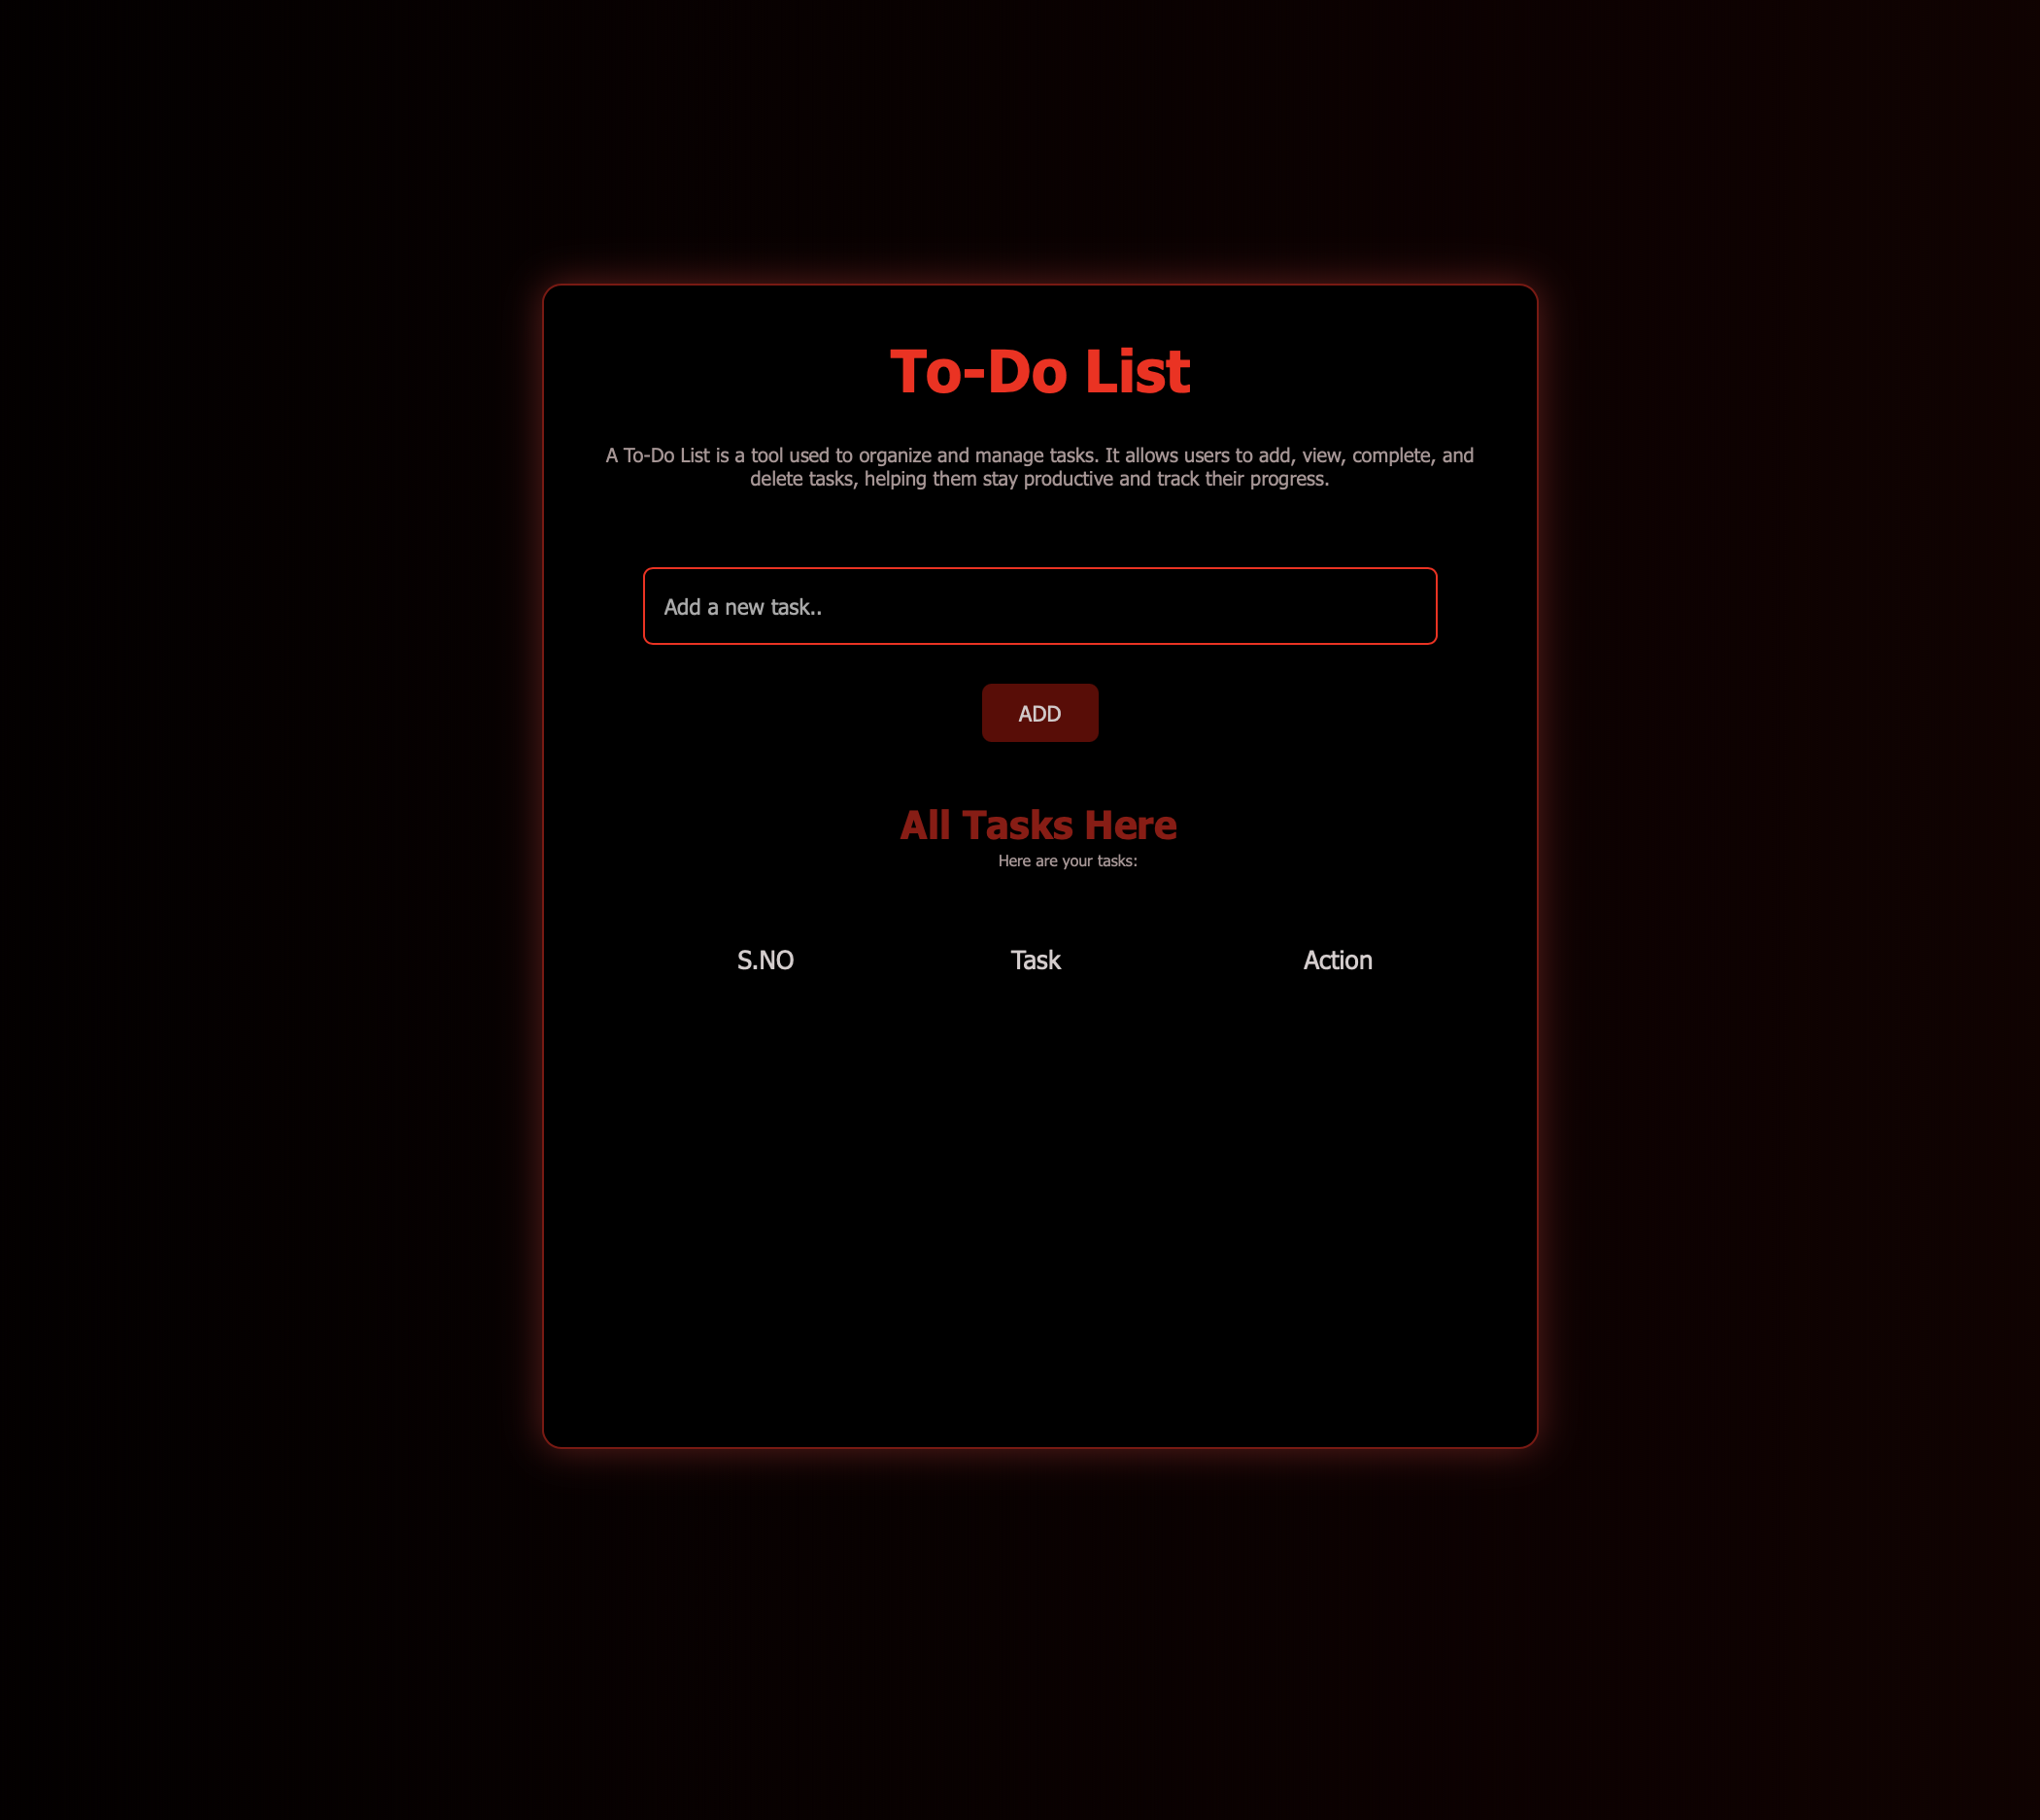 To-Do List
A To-Do List is a tool used to organize and manage tasks. It allows users to add, view, complete, and
delete tasks, helping them stay productive and track their progress.
Add a new task..
ADD
All Tasks Here
Here are your tasks:
S.NO Task Action